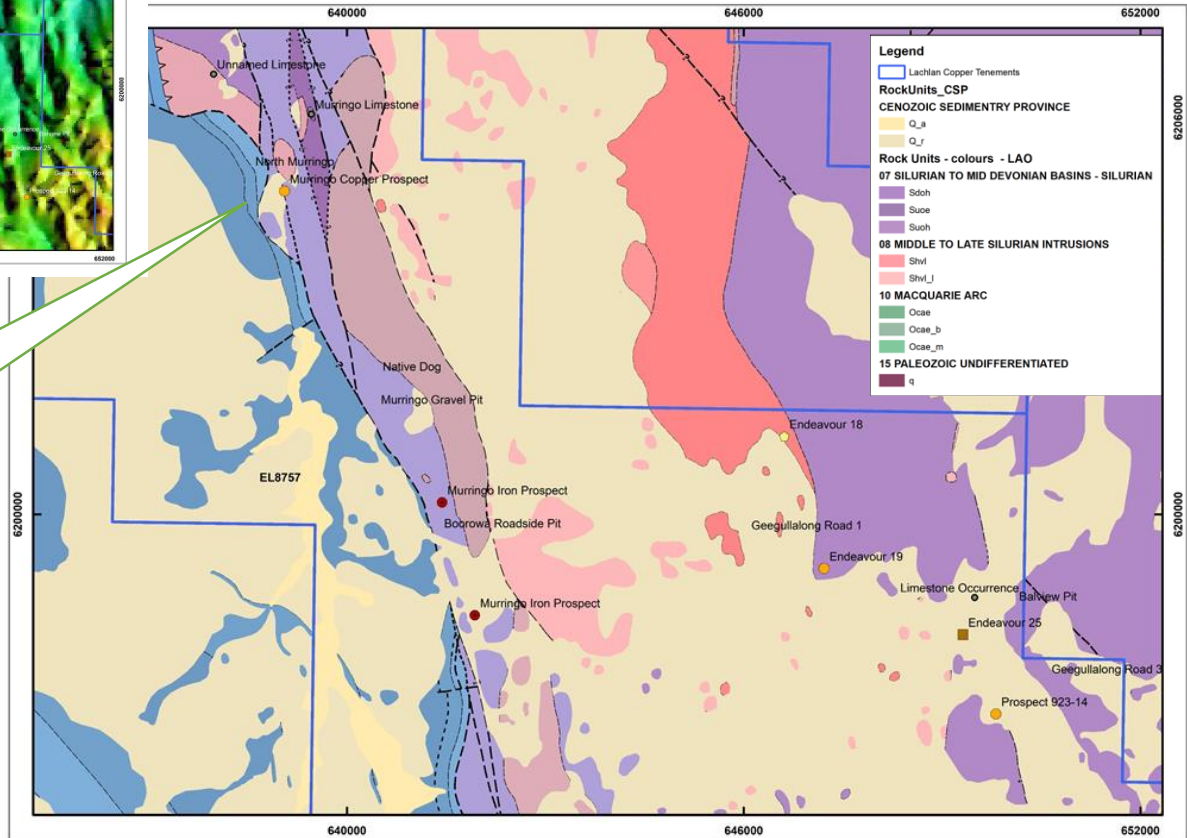 640000
646000
652000
6200000
652000
Legend
Lachlan Copper Tenements
RockUnits_CSP
CENOZOIC SEDIMENTRY PROVINCE
Q_a
Q_r
Rock Units - colours - LAO
07 SILURIAN TO MID DEVONIAN BASINS - SILURIAN
Sdoh
Suce
Suoh
08 MIDDLE TO LATE SILURIAN INTRUSIONS
Shvl
Shvl_l
10 MACQUARIE ARC
Ocae
Ocae_b
Ocae_m
15 PALEOZOIC UNDIFFERENTIATED
q
6206000
Unnamed Limestone
Murringo Limestone
North Murringo
Murringo Copper Prospect
Native Dog
Murringo Gravel Pit
Endeavour 18
EL8757
Murringo Iron Prospect
Boorowa Roadside Pit
6200000
6200000
Geegullalong Road 1
Endeavour 19
Limestone Occurrence
Balview Pit
Murringo Iron Prospect
Endeavour 25
Geegullalong Road 3
Prospect 923-14
640000
646000
652000